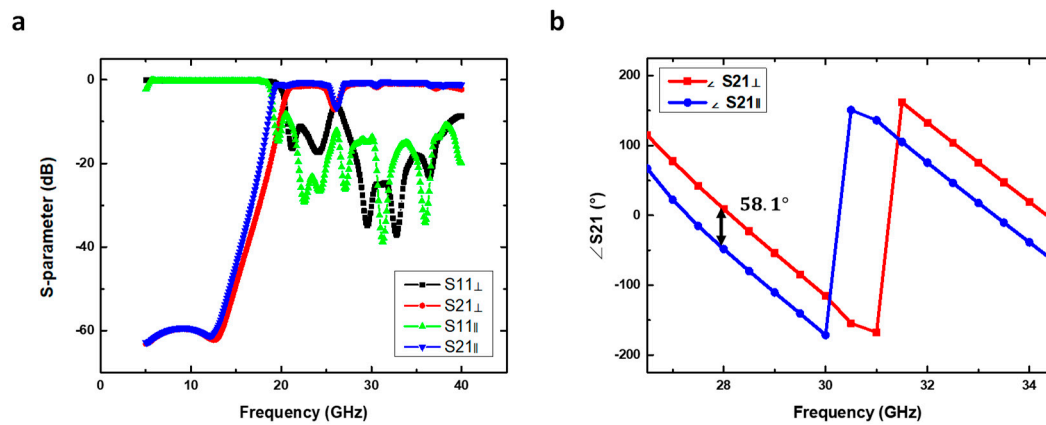 a
0
-20
-40
-60
S-parameter (dB)
S11⊥
S21⊥
S11∥
S21∥
0 10 20 30 40
Frequency (GHz)
b
200
100
0
-100
-200
∠S21 (°)
∠ S21⊥
∠ S21∥
58.1°
28 30 32 34
Frequency (GHz)